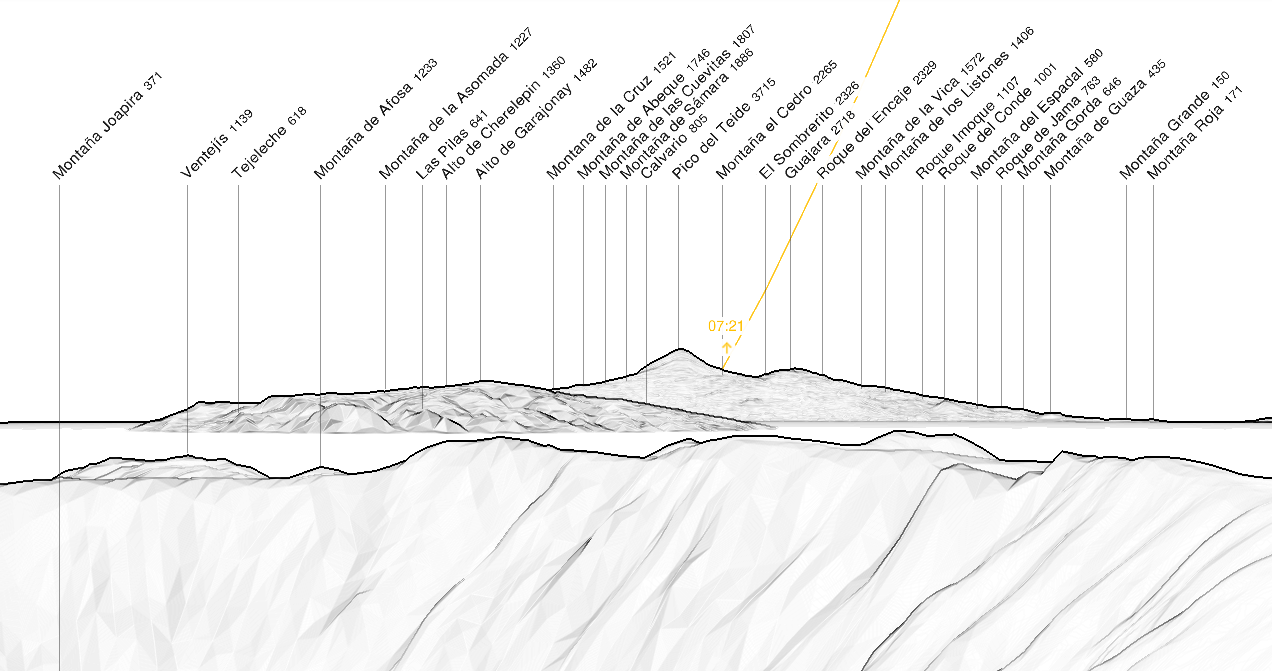 Montaña Joapira 371
Ventejís 1139
Tejeleche 618
Montaña de Afosa 1233
Montaña de la Asomada 1227
Las Pilas 641
Alto de Cherelepin 1360
Alto de Garajonay 1482
Montana de la Cruz 1521
Montaña de Abeque 1746
Montaña de las Cuevitas 1807
Montaña de Sámara 1866
Calvario 805
Pico del Teide 3715
Montaña el Cedro 2265
El Sombrerito 2326
Guajara 2718
Roque del Encaje 2329
Montaña de la Vica 1572
Montaña de los Listones 1406
Roque Imoque 1107
Roque del Conde 1001
Montaña del Espadal 580
Roque de Jama 763
Montaña Gorda 646
Montaña de Guaza 435
Montaña Grande 150
Montaña Roja 171
07:21